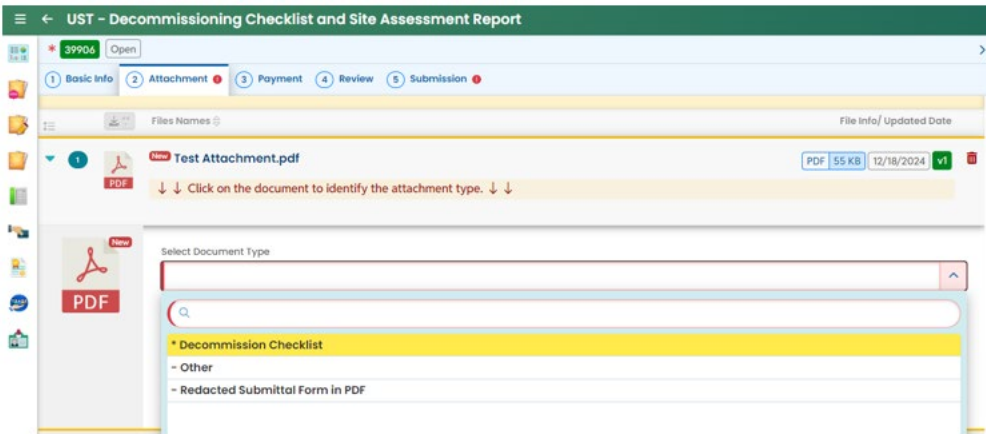 ← UST - Decommissioning Checklist and Site Assessment Report
* 39906 Open
1 Basic Info 2 Attachment 3 Payment 4 Review 5 Submission
Files Names File Info/ Updated Date
1 PDF New Test Attachment.pdf PDF 55 KB 12/18/2024 v1
↓ ↓ Click on the document to identify the attachment type. ↓ ↓
New
PDF
Select Document Type
* Decommission Checklist
- Other
- Redacted Submittal Form in PDF